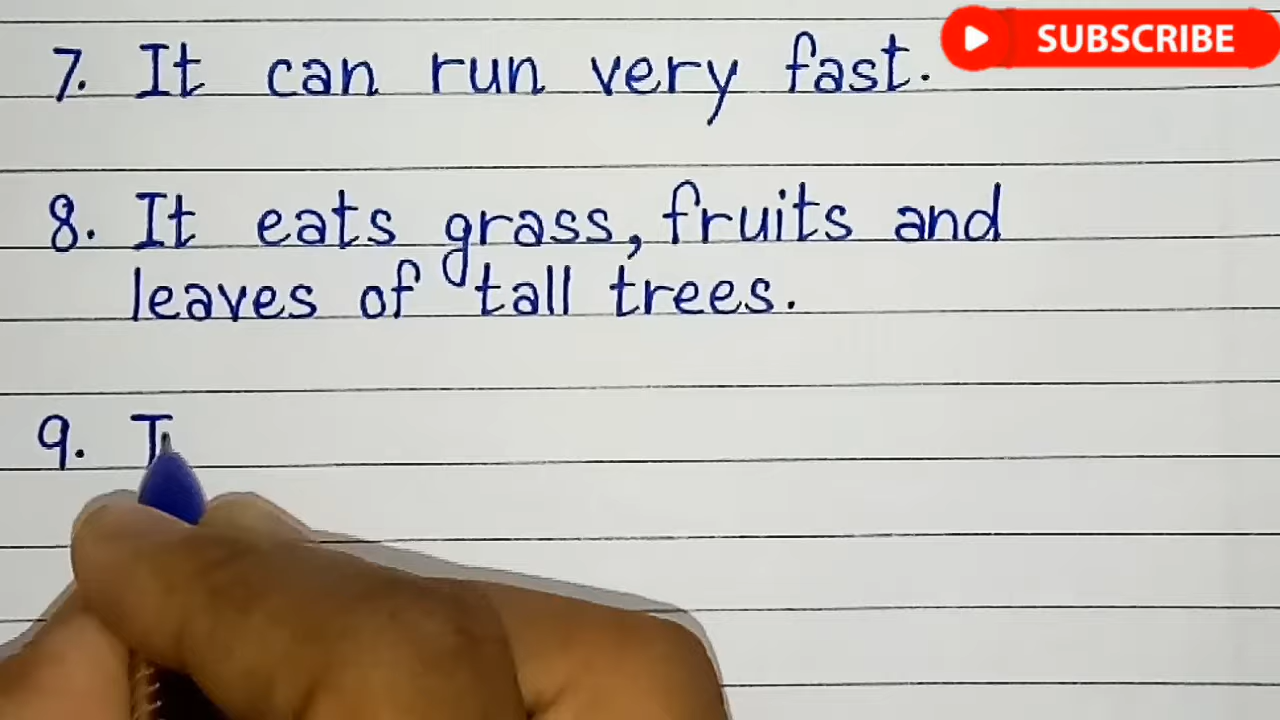 SUBSCRIBE
7. It can run very fast.
8. It eats grass, fruits and
leaves of tall trees.
9. I